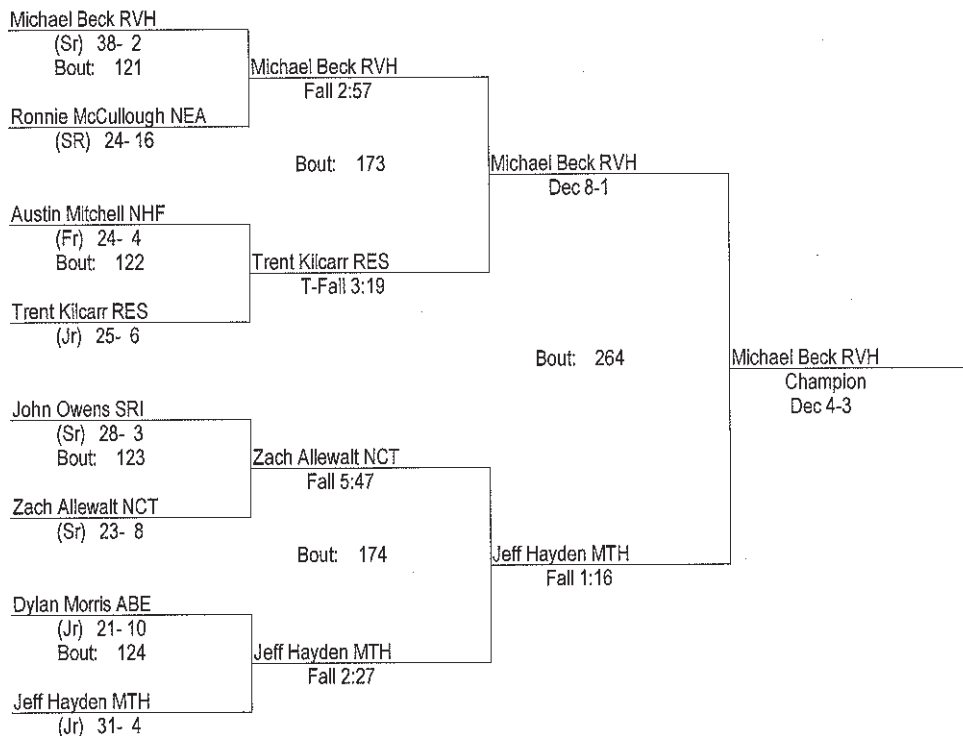 Michael Beck RVH
(Sr) 38- 2
Bout: 121
Ronnie McCullough NEA
(SR) 24- 16
Austin Mitchell NHF
(Fr) 24- 4
Bout: 122
Trent Kilcarr RES
(Jr) 25- 6
John Owens SRI
(Sr) 28- 3
Bout: 123
Zach Allewalt NCT
(Sr) 23- 8
Dylan Morris ABE
(Jr) 21- 10
Bout: 124
Jeff Hayden MTH
(Jr) 31- 4
Michael Beck RVH
Fall 2:57
Bout: 173
Trent Kilcarr RES
T-Fall 3:19
Zach Allewalt NCT
Fall 5:47
Bout: 174
Jeff Hayden MTH
Fall 2:27
Michael Beck RVH
Dec 8-1
Bout: 264
Jeff Hayden MTH
Fall 1:16
Michael Beck RVH
Champion
Dec 4-3